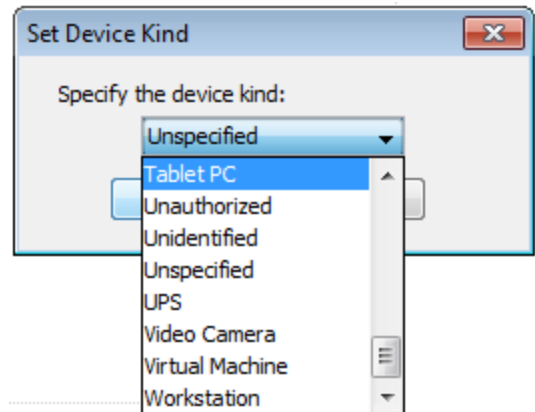 Set Device Kind
Specify the device kind:
Unspecified
Tablet PC
Unauthorized
Unidentified
Unspecified
UPS
Video Camera
Virtual Machine
Workstation